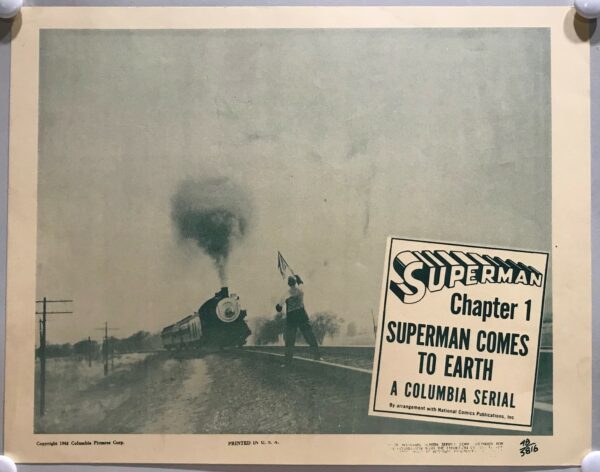 SUPERMAN
Chapter 1
SUPERMAN COMES
TO EARTH
A COLUMBIA SERIAL
By arrangement with National Comics Publications, Inc
Copyright 1948 Columbia Pictures Corp.
PRINTED IN U. S. A.
48
3816